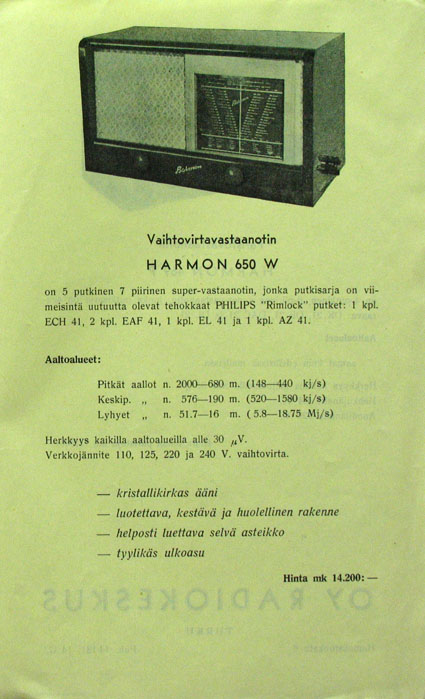 Vaihtovirtavastaanotin
HARMON 650 W
on 5 putkinen 7 piirinen super-vastaanotin, jonka putkisarja on vii-
meisintä uutuutta olevat tehokkaat PHILIPS "Rimlock" putket: 1 kpl.
ECH 41, 2 kpl. EAF 41, 1 kpl. EL 41 ja 1 kpl. AZ 41.
Aaltoalueet:
Pitkät aallot n. 2000—680 m. (148—440 kj/s)
Keskip. „ n. 576—190 m. (520—1580 kj/s)
Lyhyet „ n. 51.7—16 m. ( 5.8—18.75 Mj/s)
Herkkyys kaikilla aaltoalueilla alle 30 μV.
Verkkojännite 110, 125, 220 ja 240 V. vaihtovirta.
— kristallikirkas ääni
— luotettava, kestävä ja huolellinen rakenne
— helposti luettava selvä asteikko
— tyylikäs ulkoasu
Hinta mk 14.200: —
OY RADIOKESKUS
TURKU